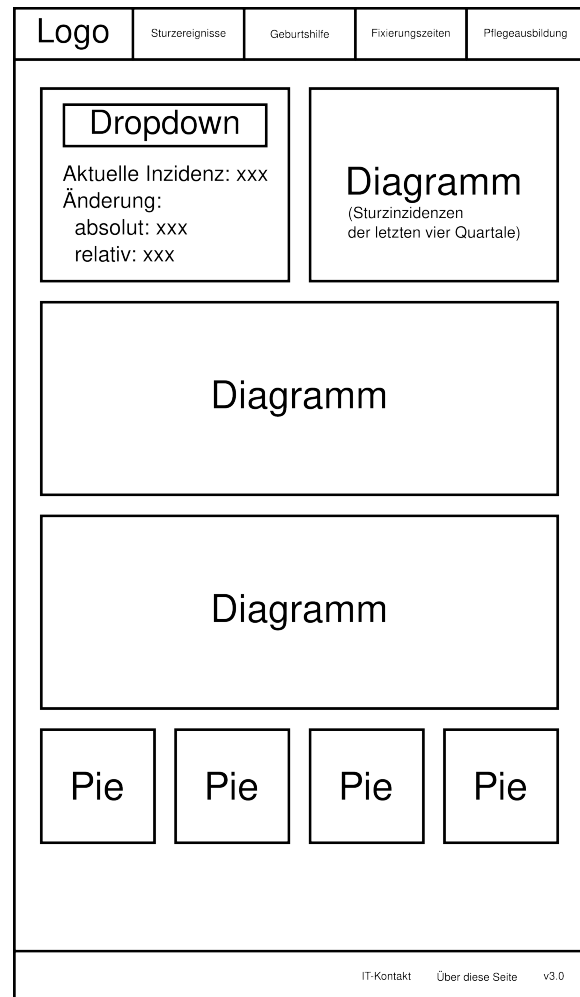 Logo
Sturzereignisse
Geburtshilfe
Fixierungszeiten
Pflegeausbildung
Dropdown
Aktuelle Inzidenz: xxx
Änderung:
absolut: xxx
relativ: xxx
Diagramm
(Sturzinzidenzen
der letzten vier Quartale)
Diagramm
Diagramm
Pie
Pie
Pie
Pie
IT-Kontakt
Über diese Seite
v3.0